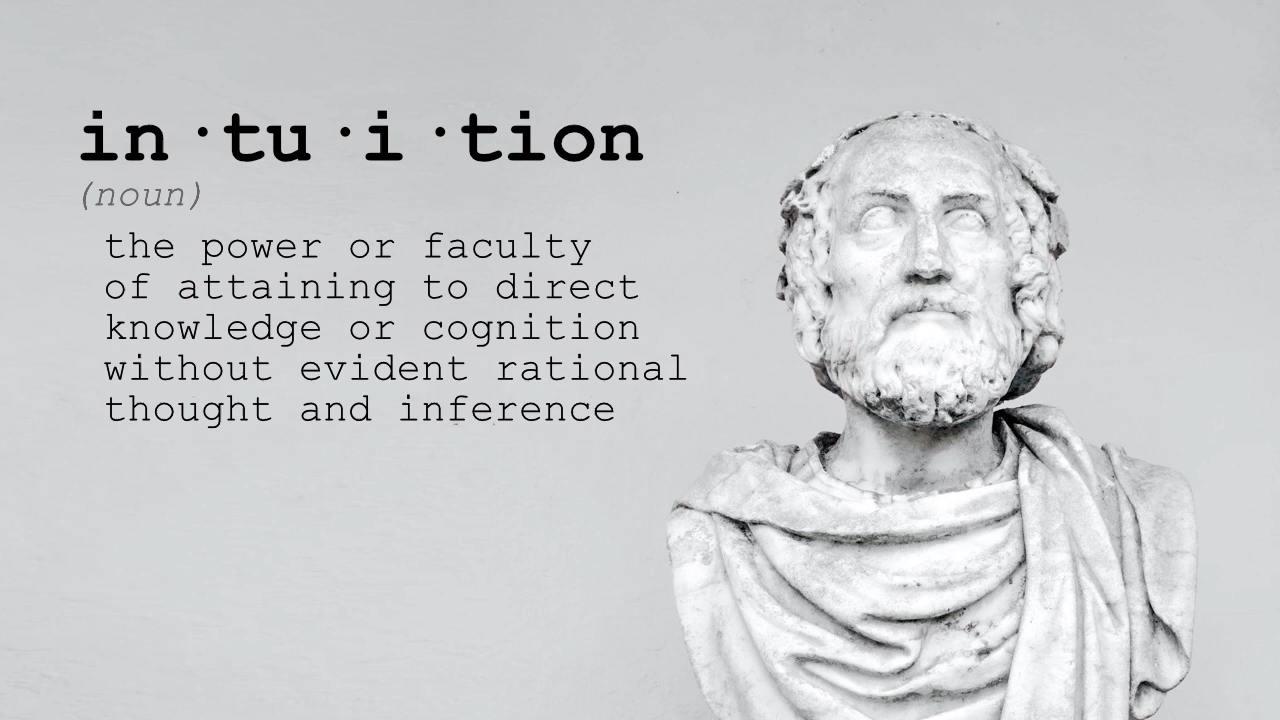 in·tu·i·tion
(noun)
the power or faculty
of attaining to direct
knowledge or cognition
without evident rational
thought and inference